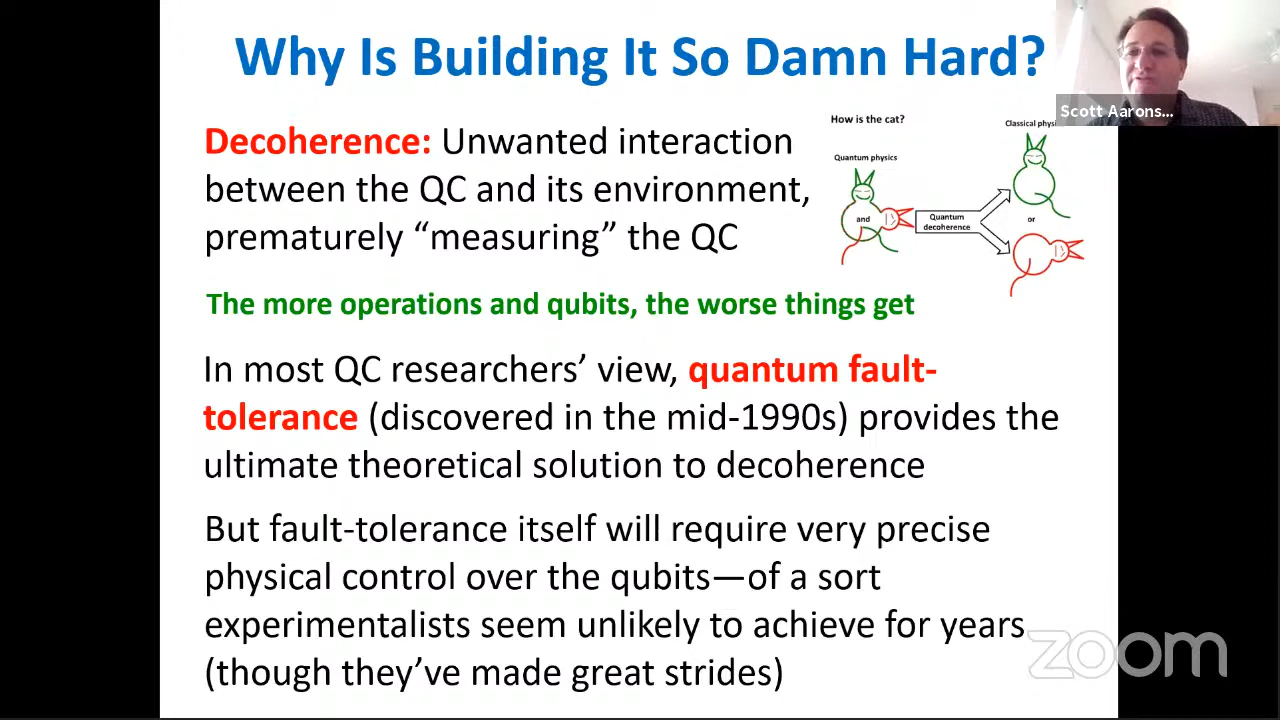 Why Is Building It So Damn Hard?
Scott Aarons...
Decoherence: Unwanted interaction
between the QC and its environment,
prematurely “measuring” the QC
How is the cat?
Classical physi
Quantum physics
and
Quantum
decoherence
or
The more operations and qubits, the worse things get
In most QC researchers’ view, quantum fault-
tolerance (discovered in the mid-1990s) provides the
ultimate theoretical solution to decoherence
But fault-tolerance itself will require very precise
physical control over the qubits—of a sort
experimentalists seem unlikely to achieve for years
(though they’ve made great strides)
zoom